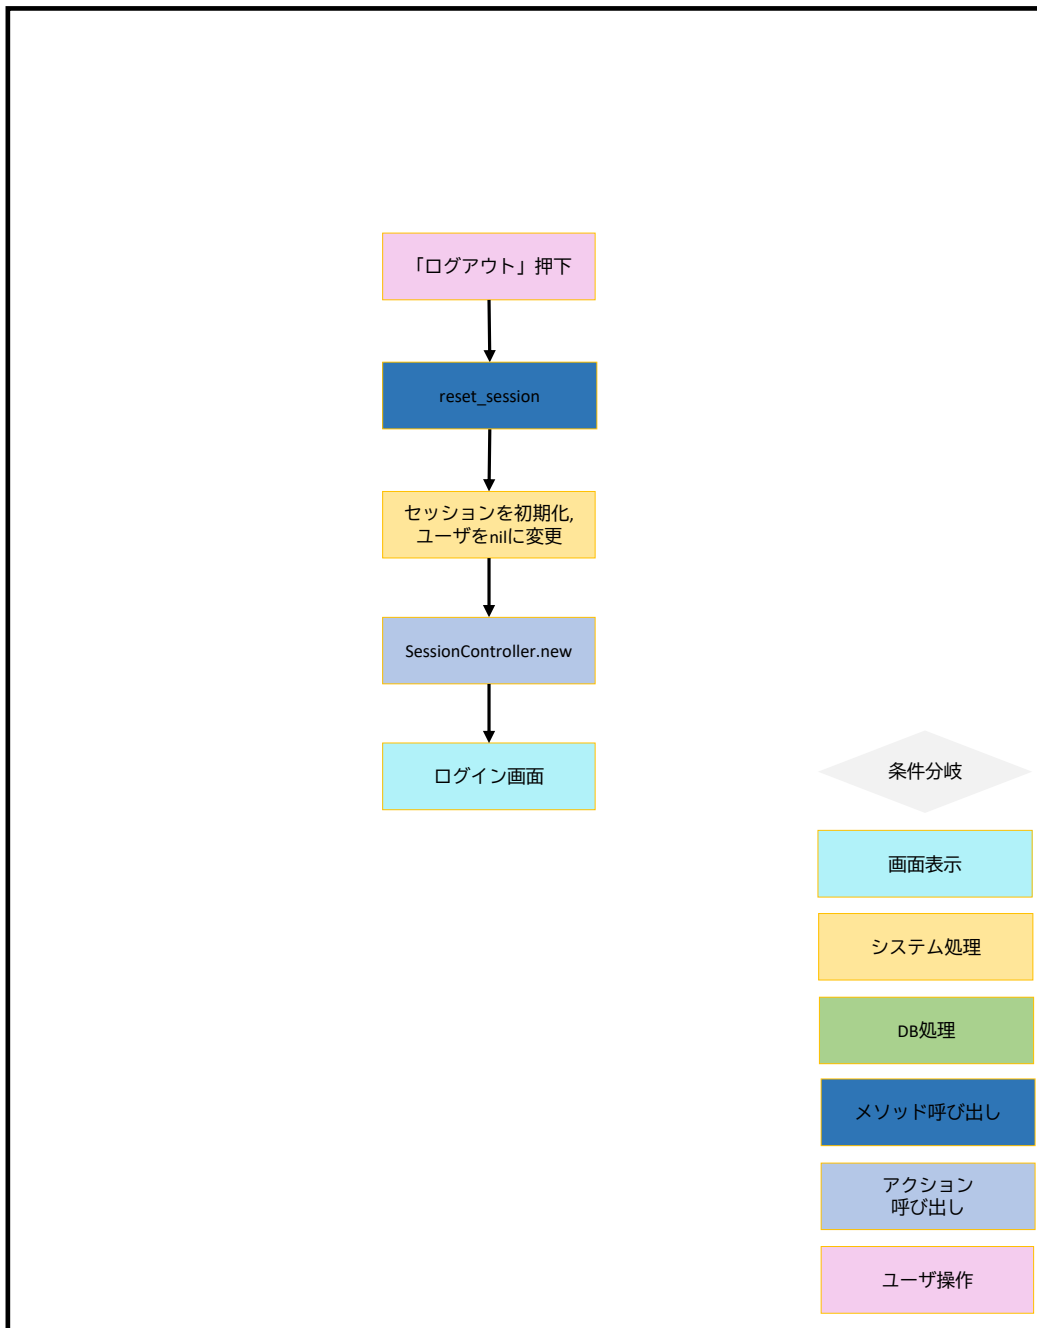 「ログアウト」押下
reset_session
セッションを初期化,
ユーザをnilに変更
SessionController.new
ログイン画面
条件分岐
画面表示
システム処理
DB処理
メソッド呼び出し
アクション
呼び出し
ユーザ操作